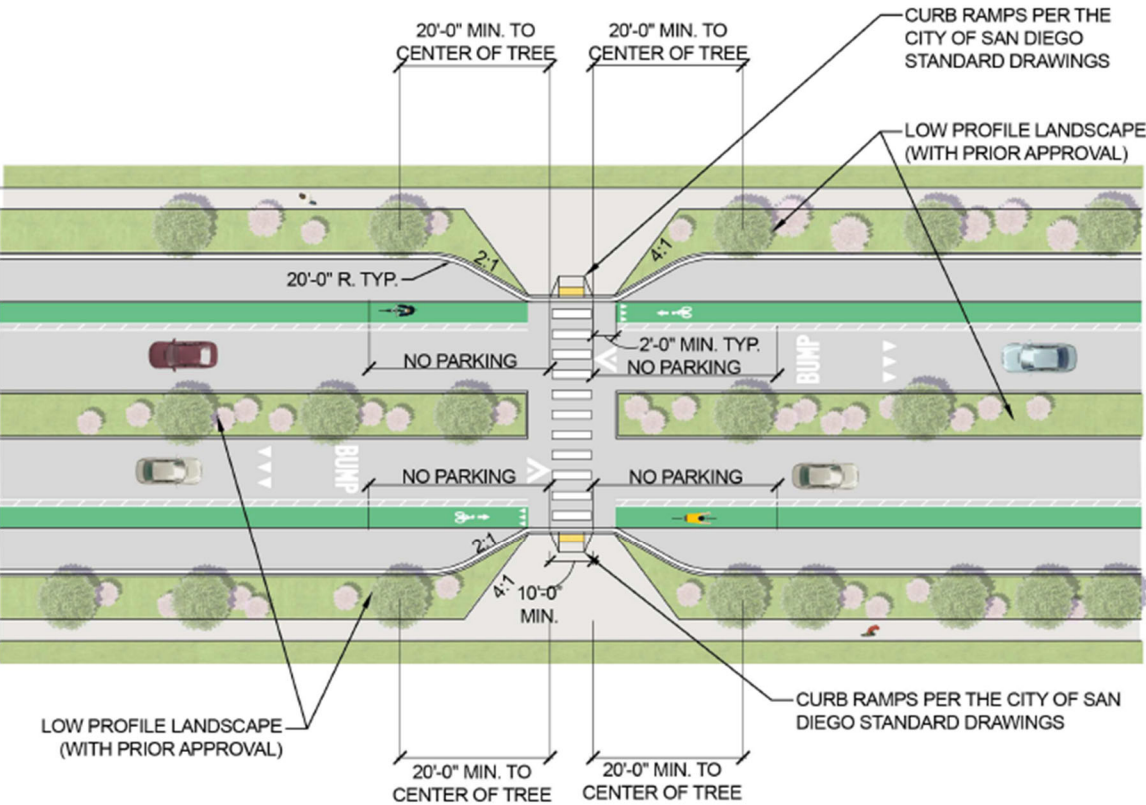 20'-0" MIN. TO
CENTER OF TREE
20'-0" MIN. TO
CENTER OF TREE
CURB RAMPS PER THE
CITY OF SAN DIEGO
STANDARD DRAWINGS
LOW PROFILE LANDSCAPE
(WITH PRIOR APPROVAL)
2:1
4:1
20'-0" R. TYP.
2'-0" MIN. TYP.
NO PARKING
NO PARKING
BUMP
BUMP
NO PARKING
NO PARKING
2:1
4:1
10'-0"
MIN.
CURB RAMPS PER THE CITY OF SAN
DIEGO STANDARD DRAWINGS
LOW PROFILE LANDSCAPE
(WITH PRIOR APPROVAL)
20'-0" MIN. TO
CENTER OF TREE
20'-0" MIN. TO
CENTER OF TREE